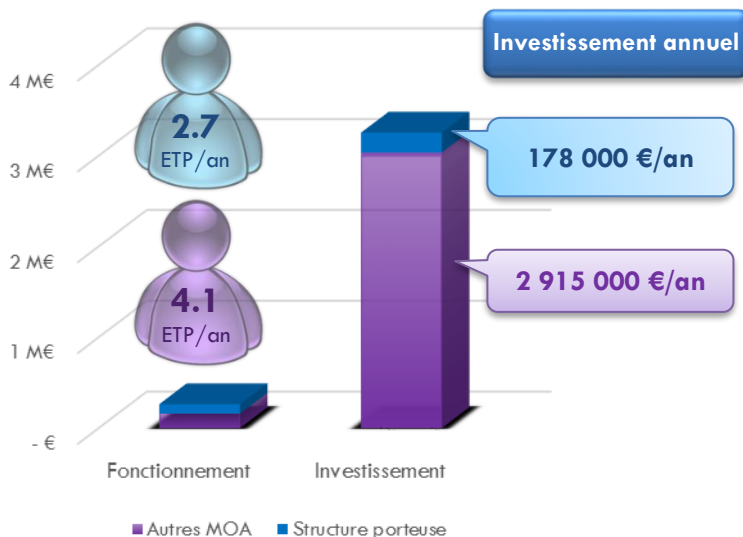 Investissement annuel
4 M€
3 M€
2 M€
1 M€
- €
2.7
ETP/an
4.1
ETP/an
178 000 €/an
2 915 000 €/an
Fonctionnement
Investissement
Autres MOA
Structure porteuse